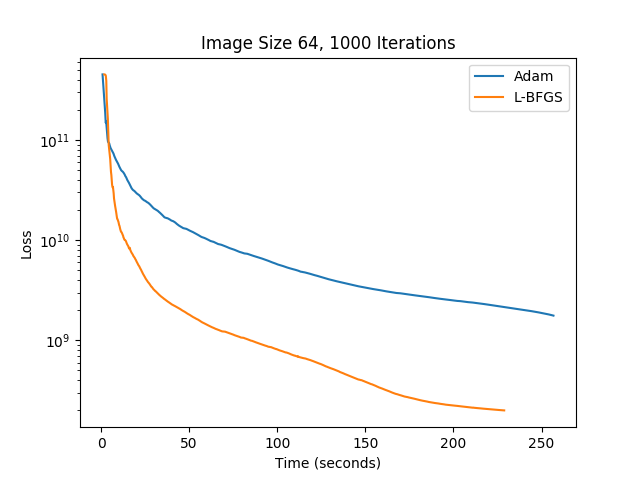 Image Size 64, 1000 Iterations
Adam
L-BFGS
10¹¹
10¹⁰
10⁹
Loss
0 50 100 150 200 250
Time (seconds)